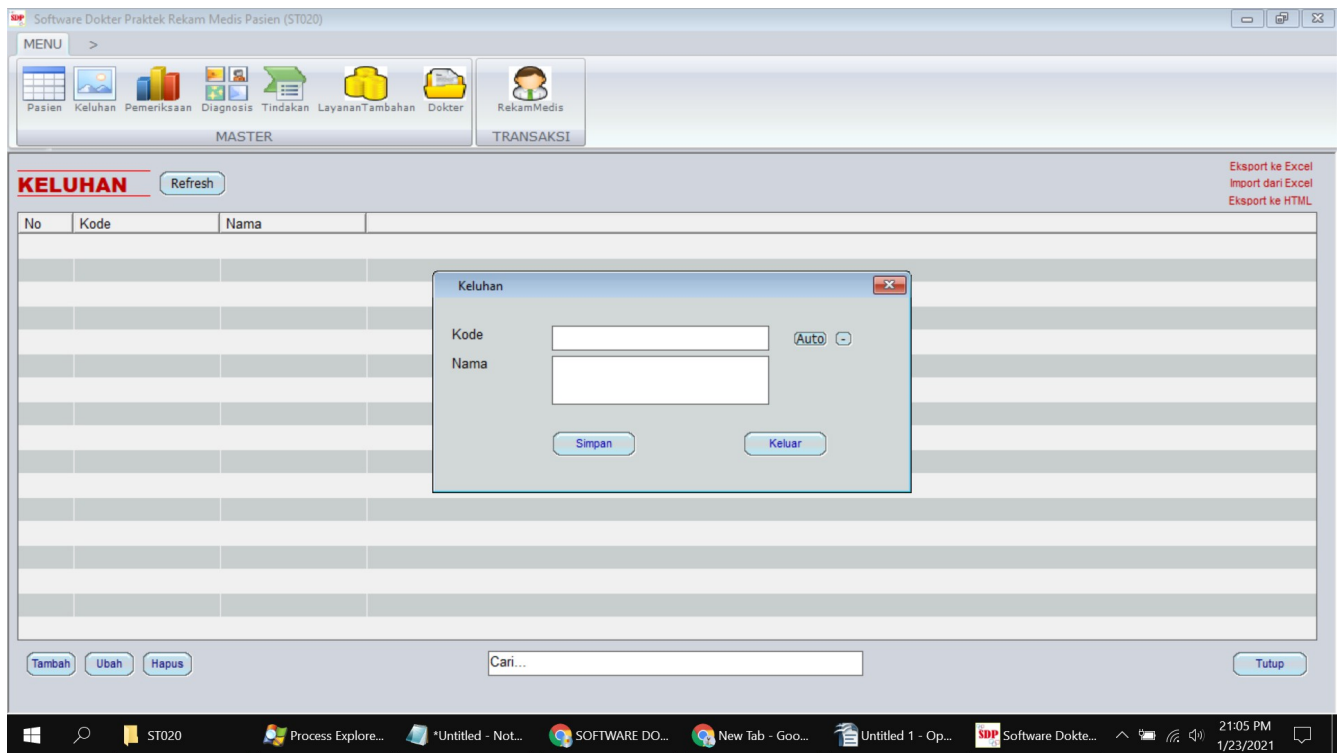 SDP Software Dokter Praktek Rekam Medis Pasien (ST020)
MENU >
Pasien Keluhan Pemeriksaan Diagnosis Tindakan LayananTambahan Dokter RekamMedis
MASTER TRANSAKSI
Eksport ke Excel
KELUHAN Refresh Import dari Excel
Eksport ke HTML
No Kode Nama
Keluhan
Kode Auto -
Nama
Simpan Keluar
Tambah Ubah Hapus Cari... Tutup
ST020 Process Explore... *Untitled - Not... SOFTWARE DO... New Tab - Goo... Untitled 1 - Op... SDP Software Dokte... 21:05 PM
1/23/2021